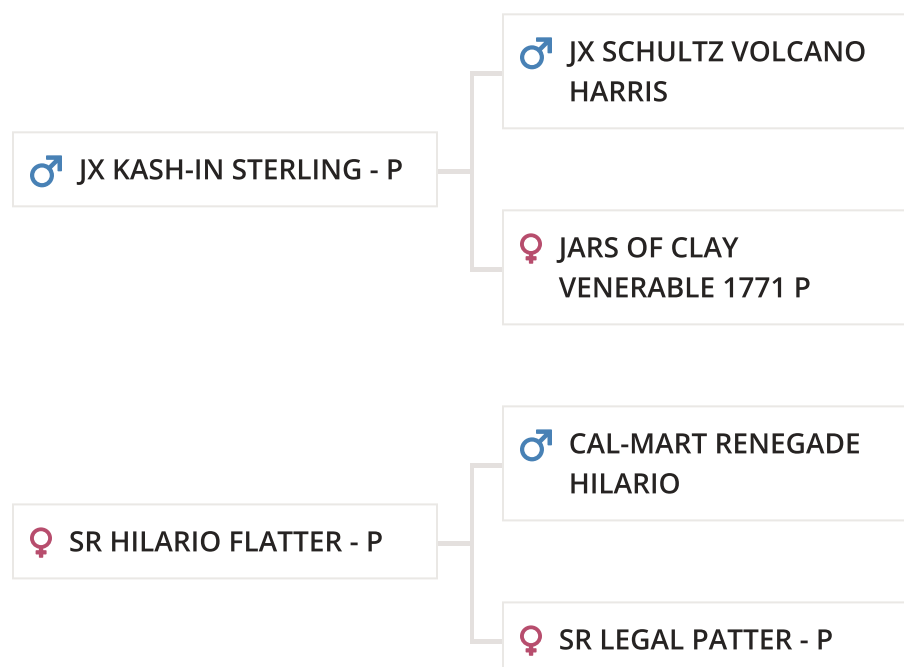 JX SCHULTZ VOLCANO
HARRIS
JX KASH-IN STERLING - P
JARS OF CLAY
VENERABLE 1771 P
CAL-MART RENEGADE
HILARIO
SR HILARIO FLATTER - P
SR LEGAL PATTER - P